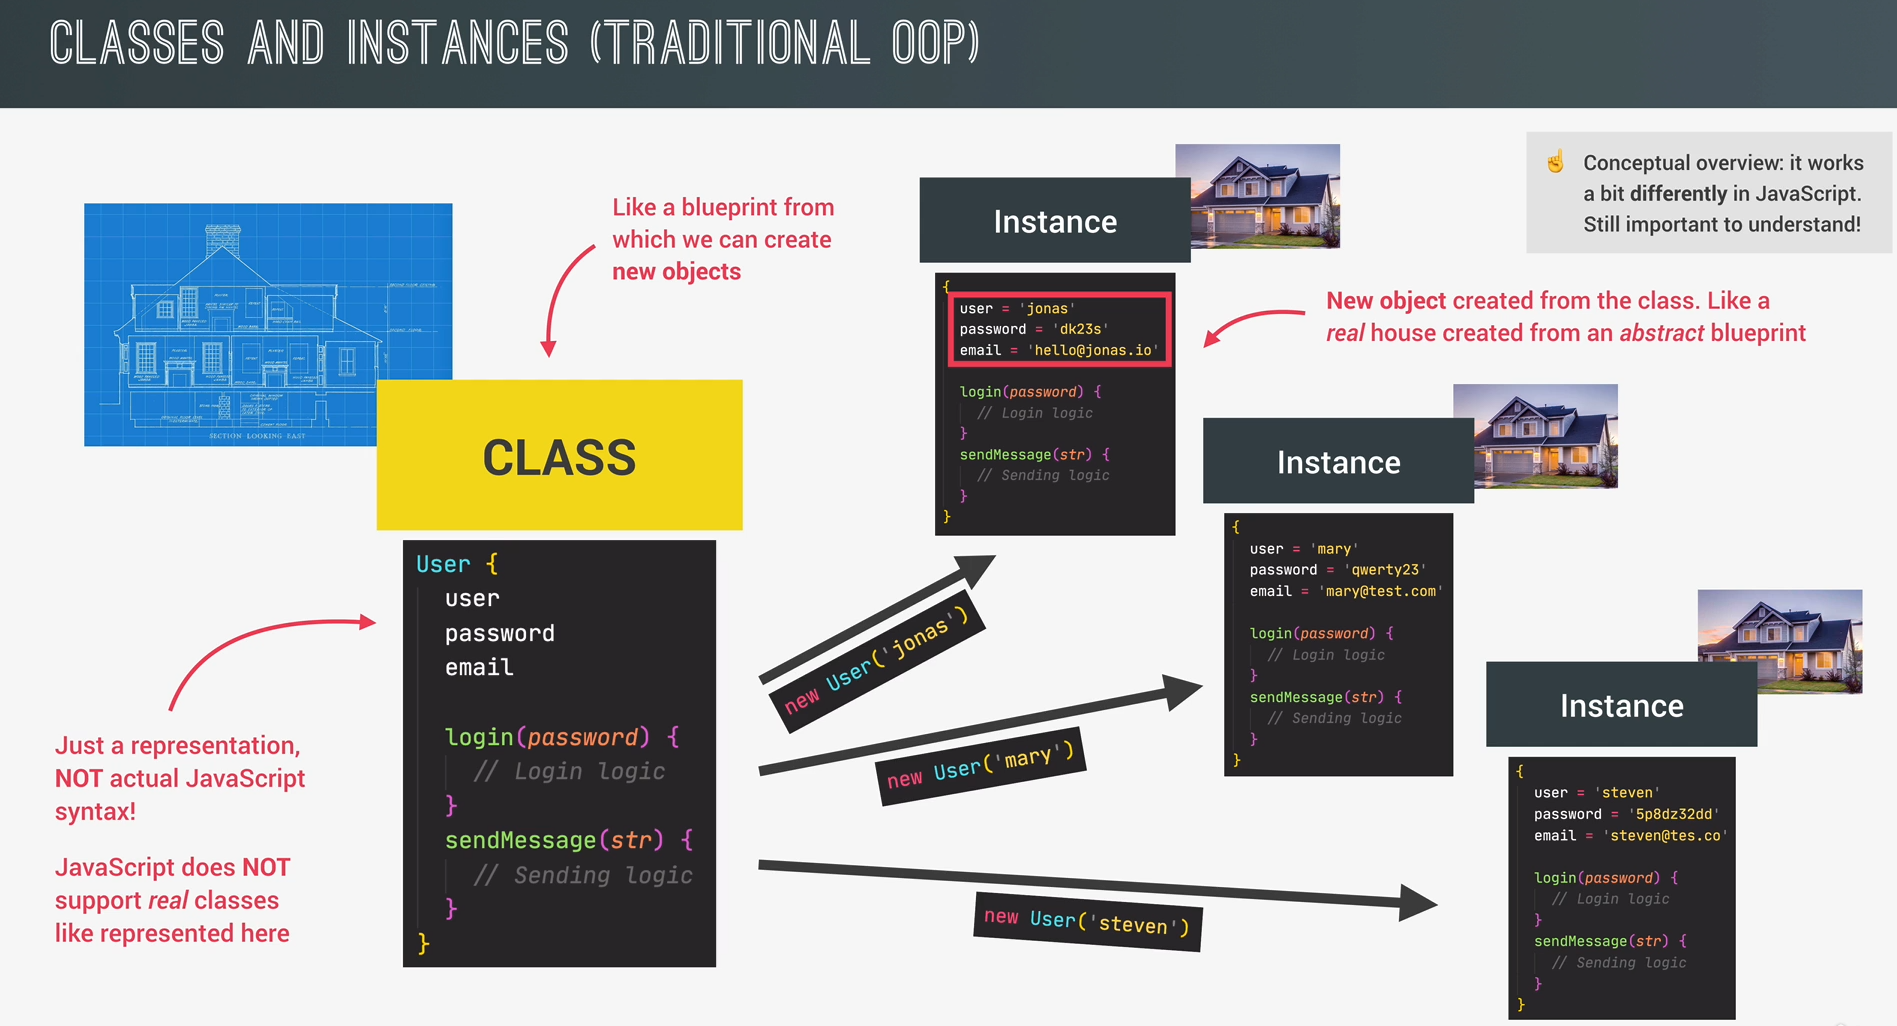 CLASSES AND INSTANCES (TRADITIONAL OOP)
☝️ Conceptual overview: it works
a bit differently in JavaScript.
Still important to understand!
Like a blueprint from
which we can create
new objects
SECTION LOOKING EAST
CLASS
User {
user
password
email
login(password) {
// Login logic
}
sendMessage(str) {
// Sending logic
}
}
Just a representation,
NOT actual JavaScript
syntax!
JavaScript does NOT
support real classes
like represented here
new User('jonas')
new User('mary')
new User('steven')
Instance
{
user = 'jonas'
password = 'dk23s'
email = 'hello@jonas.io'
login(password) {
// Login logic
}
sendMessage(str) {
// Sending logic
}
}
New object created from the class. Like a
real house created from an abstract blueprint
Instance
{
user = 'mary'
password = 'qwerty23'
email = 'mary@test.com'
login(password) {
// Login logic
}
sendMessage(str) {
// Sending logic
}
}
Instance
{
user = 'steven'
password = '5p8dz32dd'
email = 'steven@tes.co'
login(password) {
// Login logic
}
sendMessage(str) {
// Sending logic
}
}